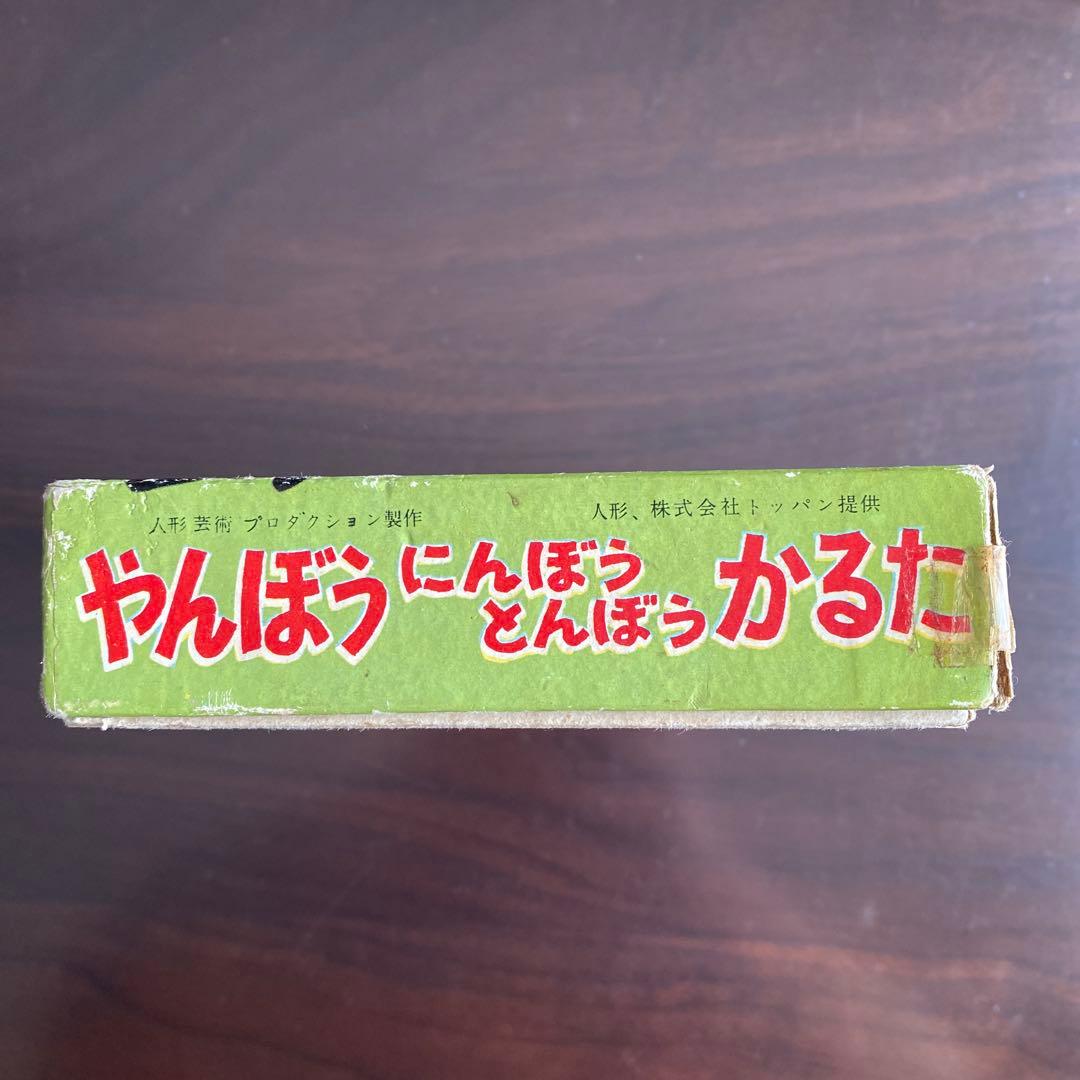 人形芸術プロダクション製作
人形、株式会社トッパン提供
やんぼう
にんぼう
とんぼう
かるた